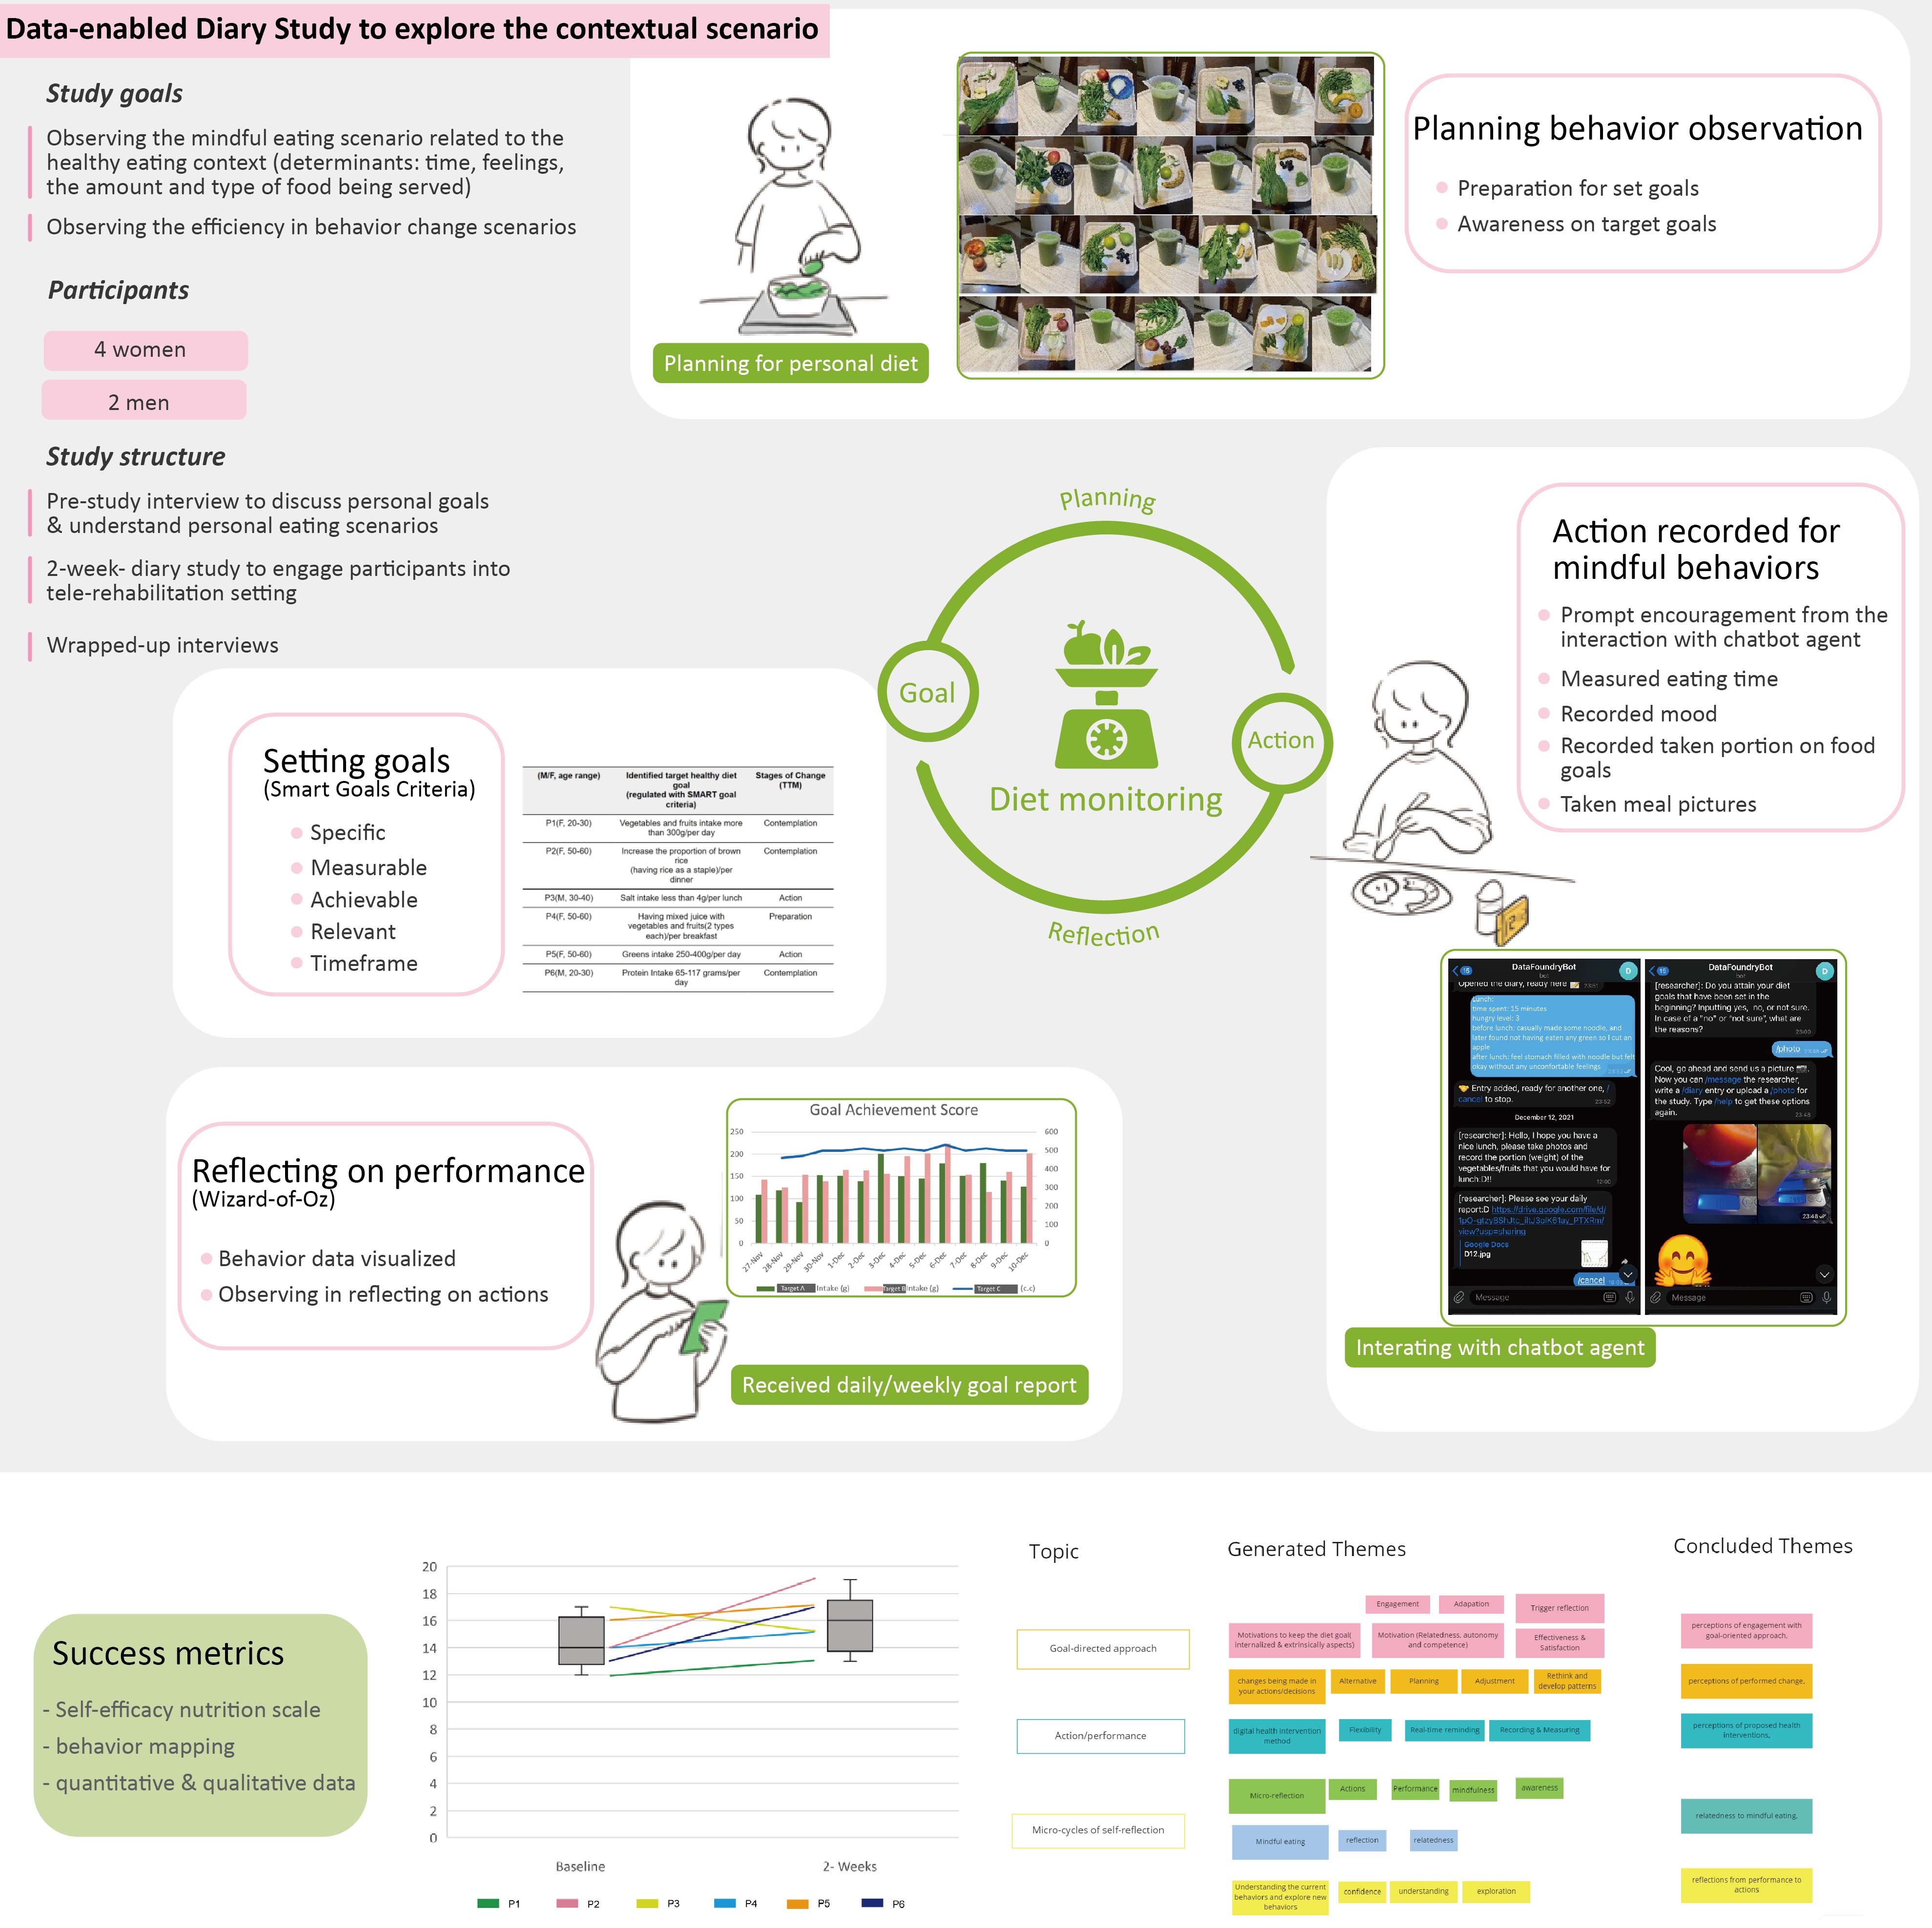 Data-enabled Diary Study to explore the contextual scenario
Study goals
Observing the mindful eating scenario related to the
healthy eating context (determinants: time, feelings,
the amount and type of food being served)
Observing the efficiency in behavior change scenarios
Participants
4 women
2 men
Study structure
Pre-study interview to discuss personal goals
& understand personal eating scenarios
2-week- diary study to engage participants into
tele-rehabilitation setting
Wrapped-up interviews
Planning for personal diet
Planning behavior observation
Preparation for set goals
Awareness on target goals
Planning
Goal
Action
Diet monitoring
Reflection
Action recorded for
mindful behaviors
Prompt encouragement from the
interaction with chatbot agent
Measured eating time
Recorded mood
Recorded taken portion on food
goals
Taken meal pictures
Setting goals
(Smart Goals Criteria)
Specific
Measurable
Achievable
Relevant
Timeframe
(M/F, age range) Identified target healthy diet Stages of Change
goal (TTM)
(regulated with SMART goal
criteria)
P1(F, 20-30) Vegetables and fruits intake more Contemplation
than 300g/per day
P2(F, 50-60) Increase the proportion of brown Contemplation
rice
(having rice as a staple)/per
dinner
P3(M, 30-40) Salt intake less than 4g/per lunch Action
P4(F, 50-60) Having mixed juice with Preparation
vegetables and fruits(2 types
each)/per breakfast
P5(F, 50-60) Greens intake 250-400g/per day Action
P6(M, 20-30) Protein Intake 65-117 grams/per Contemplation
day
15
DataFoundryBot
bot
D
Opened the diary, ready here
Lunch:
time spent: 15 minutes
hungry level: 3
before lunch: casually made some noodle, and
later found not having eaten any green so I cut an
apple
after lunch: feel stomach filled with noodle but felt
okay without any unconfortable feelings
Entry added, ready for another one, /
cancel to stop. 23:52
December 12, 2021
[researcher]: Hello, I hope you have a
nice lunch, please take photos and
record the portion (weight) of the
vegetables/fruits that you would have for
lunch:D!! 12:00
[researcher]: Please see your daily
report:D https://drive.google.com/file/d/
view?usp=sharing
Google Docs
D12.jpg
/cancel
Message
15
DataFoundryBot
bot
D
[researcher]: Do you attain your diet
goals that have been set in the
beginning? Inputting yes, no, or not sure.
In case of a "no" or "not sure", what are
the reasons? 23:00
/photo
Cool, go ahead and send us a picture
Now you can /message the researcher,
write a /diary entry or upload a /photo for
the study. Type /help to get these options
again. 23:48
23:48
Message
Interating with chatbot agent
Reflecting on performance
(Wizard-of-Oz)
Behavior data visualized
Observing in reflecting on actions
Goal Achievement Score
250
200
150
100
50
0
600
500
400
300
200
100
0
27-Nov 28-Nov 29-Nov 30-Nov 1-Dec 2-Dec 3-Dec 4-Dec 5-Dec 6-Dec 7-Dec 8-Dec 9-Dec 10-Dec
Target A Intake (g) Target B Intake (g) Target C (c.c)
Received daily/weekly goal report
Success metrics
- Self-efficacy nutrition scale
- behavior mapping
- quantitative & qualitative data
20
18
16
14
12
10
8
6
4
2
0
Baseline 2- Weeks
P1 P2 P3 P4 P5 P6
Topic
Goal-directed approach
Action/performance
Micro-cycles of self-reflection
Generated Themes
Engagement
Adapation
Trigger reflection
Motivations to keep the diet goal(
internalized & extrinsically aspects)
Motivation (Relatedness, autonomy
and competence)
Effectiveness &
Satisfaction
changes being made in
your actions/decisions
Alternative
Planning
Adjustment
Rethink and
develop patterns
digital health intervention
method
Flexibility
Real-time reminding
Recording & Measuring
Micro-reflection
Actions
Performance
mindfulness
awareness
Mindful eating
reflection
relatedness
Understanding the current
behaviors and explore new
behaviors
confidence
understanding
exploration
Concluded Themes
perceptions of engagement with
goal-oriented approach.
perceptions of performed change.
perceptions of proposed health
interventions.
relatedness to mindful eating.
reflections from performance to
actions